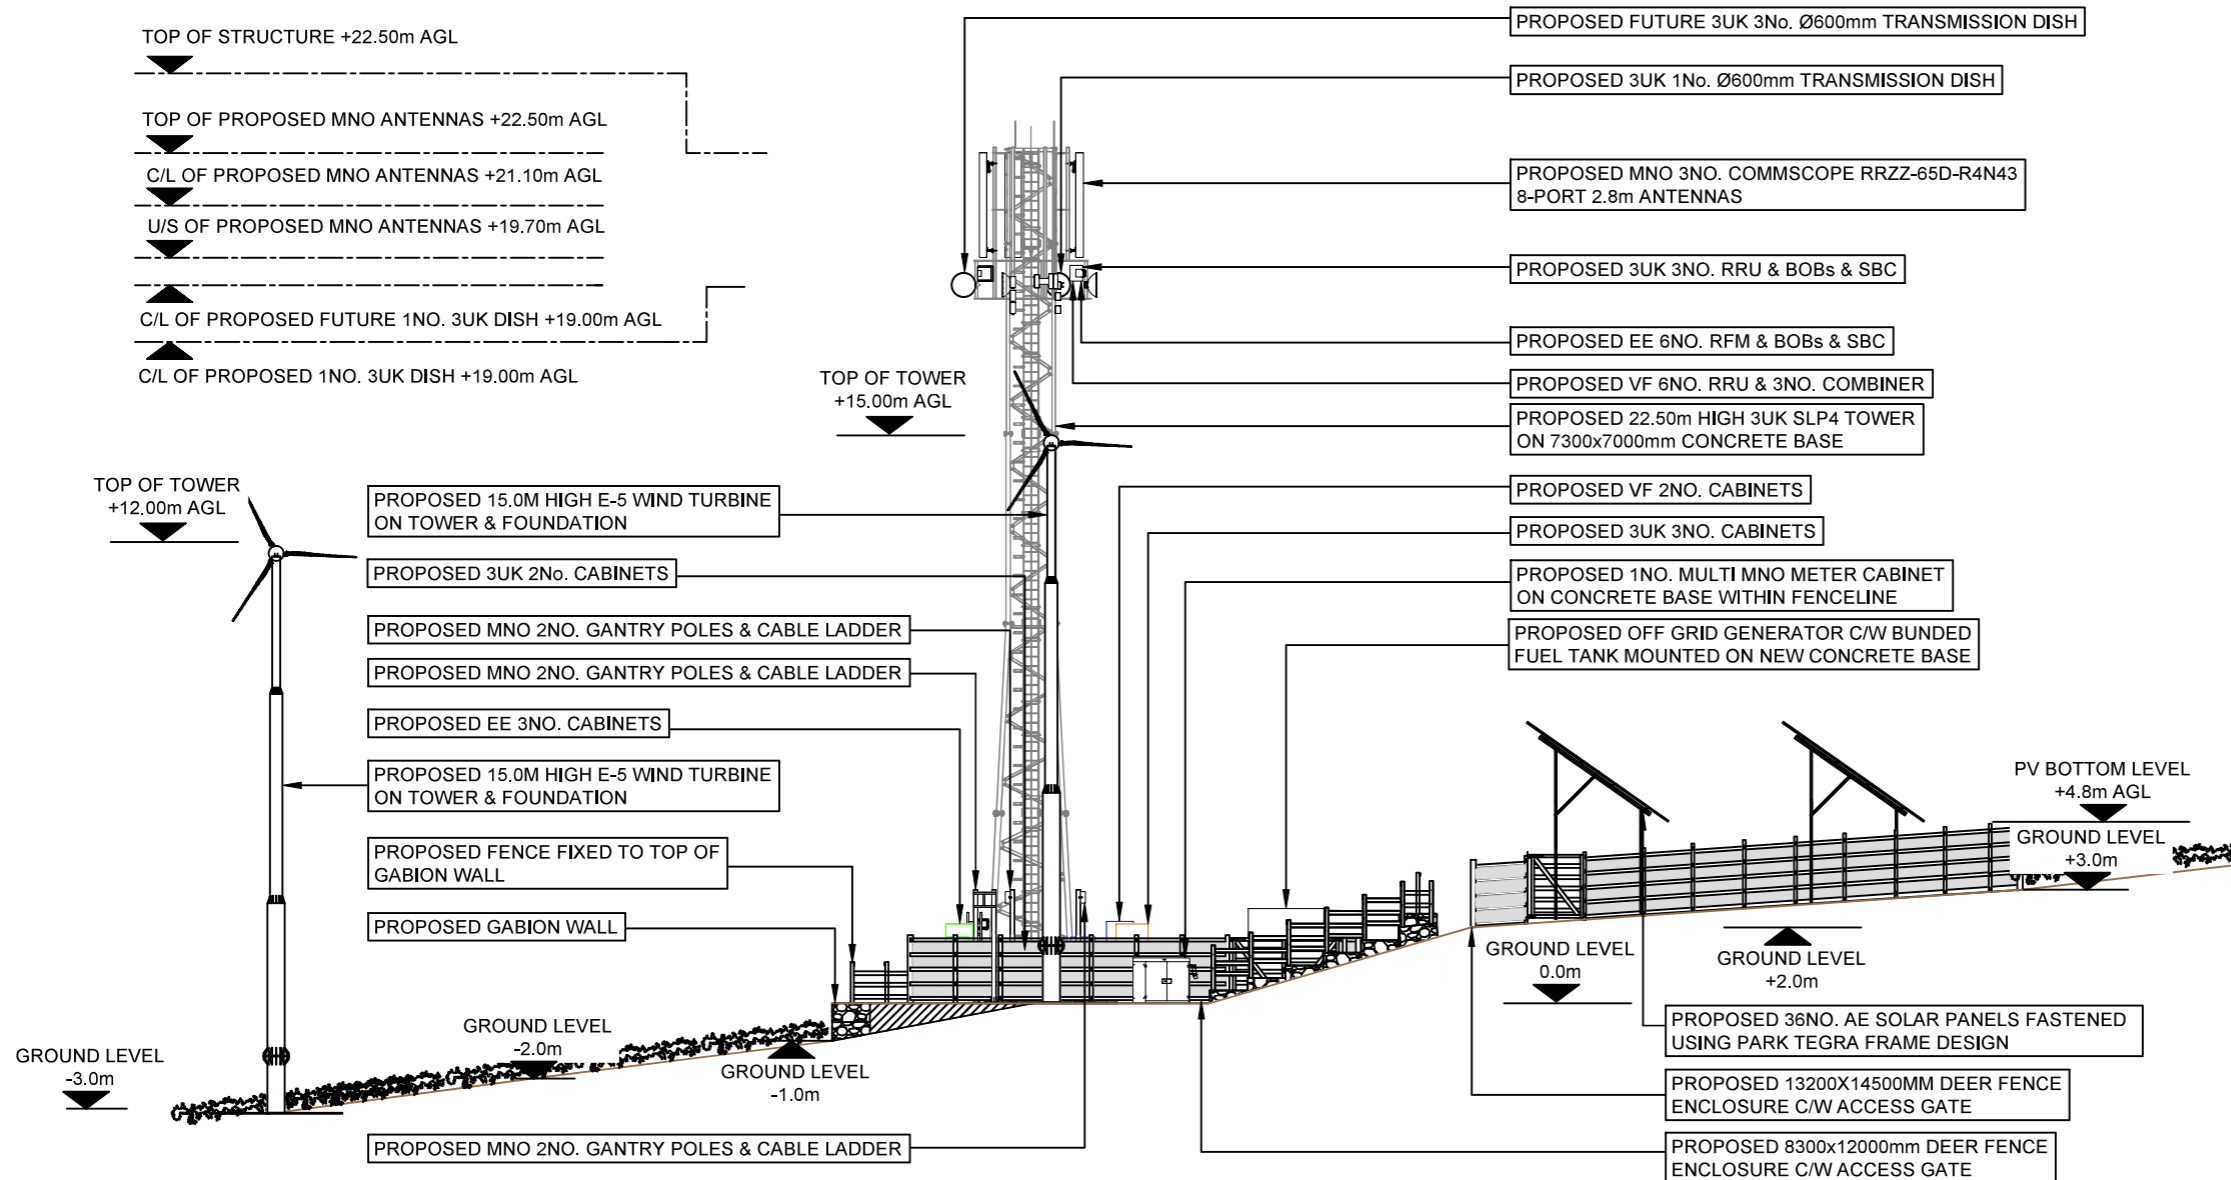 TOP OF STRUCTURE +22.50m AGL
TOP OF PROPOSED MNO ANTENNAS +22.50m AGL
C/L OF PROPOSED MNO ANTENNAS +21.10m AGL
U/S OF PROPOSED MNO ANTENNAS +19.70m AGL
C/L OF PROPOSED FUTURE 1NO. 3UK DISH +19.00m AGL
C/L OF PROPOSED 1NO. 3UK DISH +19.00m AGL
TOP OF TOWER
+15.00m AGL
TOP OF TOWER
+12.00m AGL
PROPOSED 15.0M HIGH E-5 WIND TURBINE
ON TOWER & FOUNDATION
PROPOSED 3UK 2No. CABINETS
PROPOSED MNO 2NO. GANTRY POLES & CABLE LADDER
PROPOSED MNO 2NO. GANTRY POLES & CABLE LADDER
PROPOSED EE 3NO. CABINETS
PROPOSED 15.0M HIGH E-5 WIND TURBINE
ON TOWER & FOUNDATION
PROPOSED FENCE FIXED TO TOP OF
GABION WALL
PROPOSED GABION WALL
GROUND LEVEL
-3.0m
GROUND LEVEL
-2.0m
GROUND LEVEL
-1.0m
PROPOSED MNO 2NO. GANTRY POLES & CABLE LADDER
PROPOSED FUTURE 3UK 3No. Ø600mm TRANSMISSION DISH
PROPOSED 3UK 1No. Ø600mm TRANSMISSION DISH
PROPOSED MNO 3NO. COMMSCOPE RRZZ-65D-R4N43
8-PORT 2.8m ANTENNAS
PROPOSED 3UK 3NO. RRU & BOBs & SBC
PROPOSED EE 6NO. RFM & BOBs & SBC
PROPOSED VF 6NO. RRU & 3NO. COMBINER
PROPOSED 22.50m HIGH 3UK SLP4 TOWER
ON 7300x7000mm CONCRETE BASE
PROPOSED VF 2NO. CABINETS
PROPOSED 3UK 3NO. CABINETS
PROPOSED 1NO. MULTI MNO METER CABINET
ON CONCRETE BASE WITHIN FENCELINE
PROPOSED OFF GRID GENERATOR C/W BUNDED
FUEL TANK MOUNTED ON NEW CONCRETE BASE
PV BOTTOM LEVEL
+4.8m AGL
GROUND LEVEL
+3.0m
GROUND LEVEL
0.0m
GROUND LEVEL
+2.0m
PROPOSED 36NO. AE SOLAR PANELS FASTENED
USING PARK TEGRA FRAME DESIGN
PROPOSED 13200X14500MM DEER FENCE
ENCLOSURE C/W ACCESS GATE
PROPOSED 8300x12000mm DEER FENCE
ENCLOSURE C/W ACCESS GATE